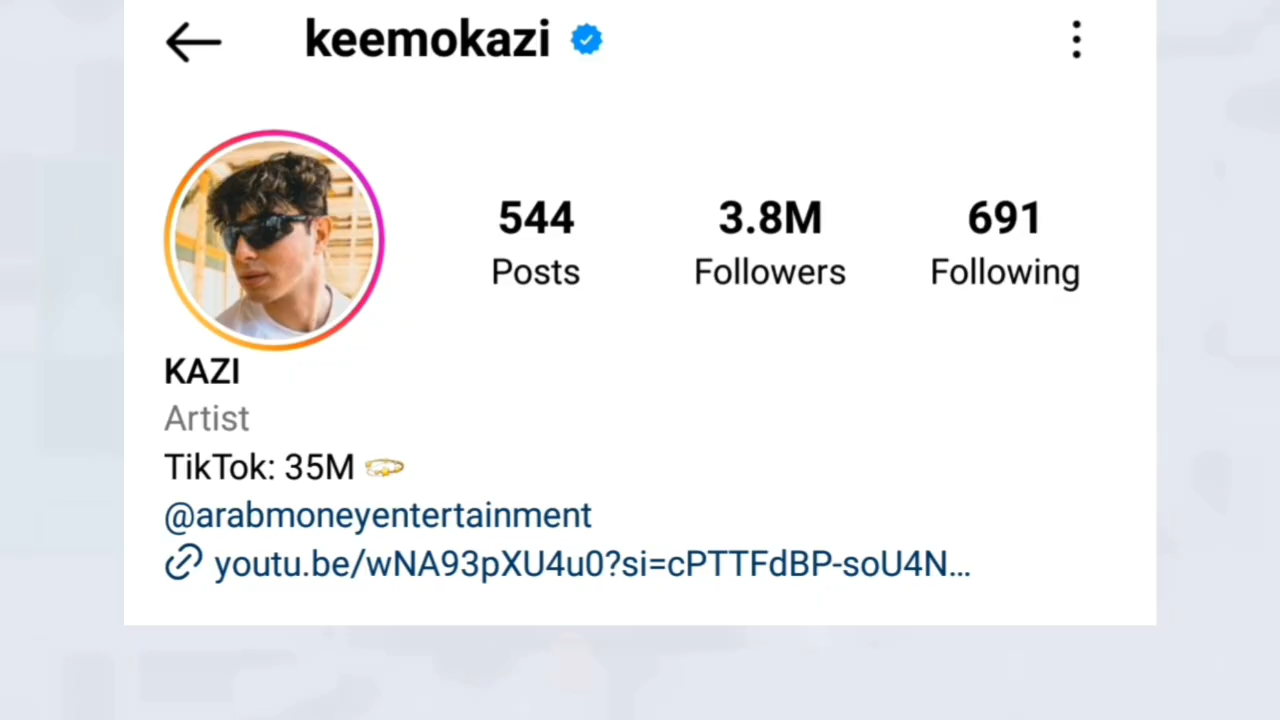 keemokazi
544 3.8M 691
Posts Followers Following
KAZI
Artist
TikTok: 35M
@arabmoneyentertainment
youtu.be/wNA93pXU4u0?si=cPTTFdBP-soU4N...